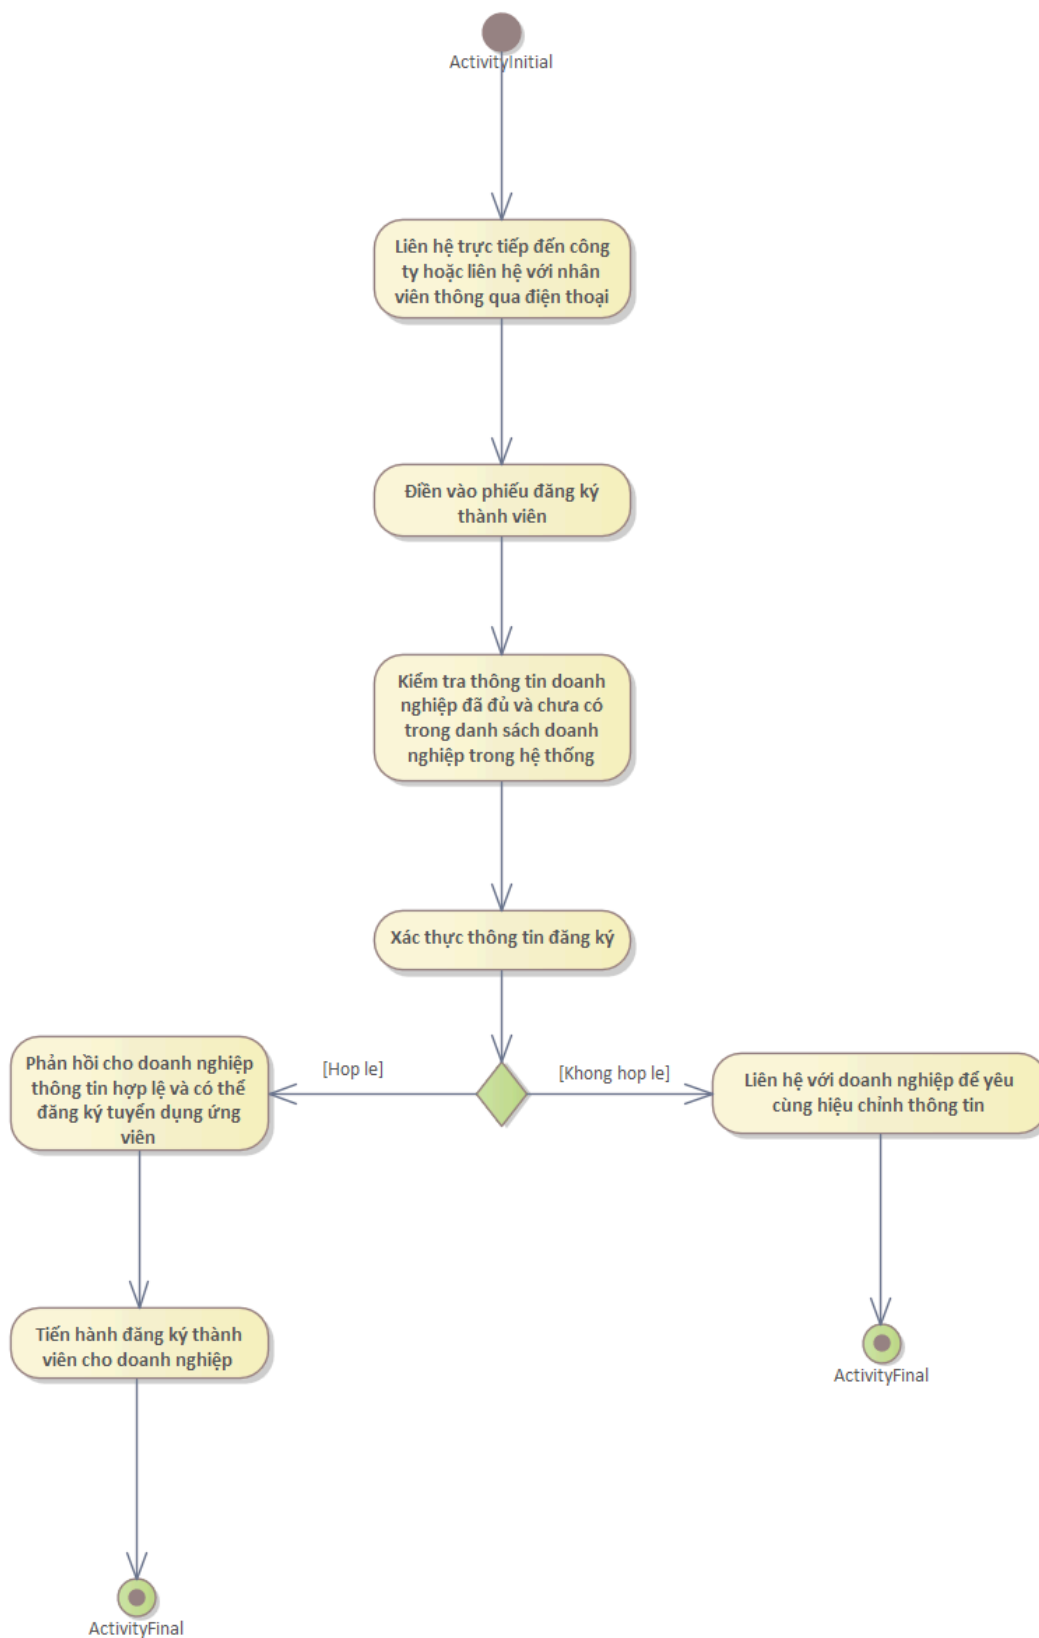 ActivityInitial
Liên hệ trực tiếp đến công
ty hoặc liên hệ với nhân
viên thông qua điện thoại
Điền vào phiếu đăng ký
thành viên
Kiểm tra thông tin doanh
nghiệp đã đủ và chưa có
trong danh sách doanh
nghiệp trong hệ thống
Xác thực thông tin đăng ký
[Hop le]
[Khong hop le]
Phản hồi cho doanh nghiệp
thông tin hợp lệ và có thể
đăng ký tuyển dụng ứng
viên
Liên hệ với doanh nghiệp để yêu
cùng hiệu chỉnh thông tin
Tiến hành đăng ký thành
viên cho doanh nghiệp
ActivityFinal
ActivityFinal